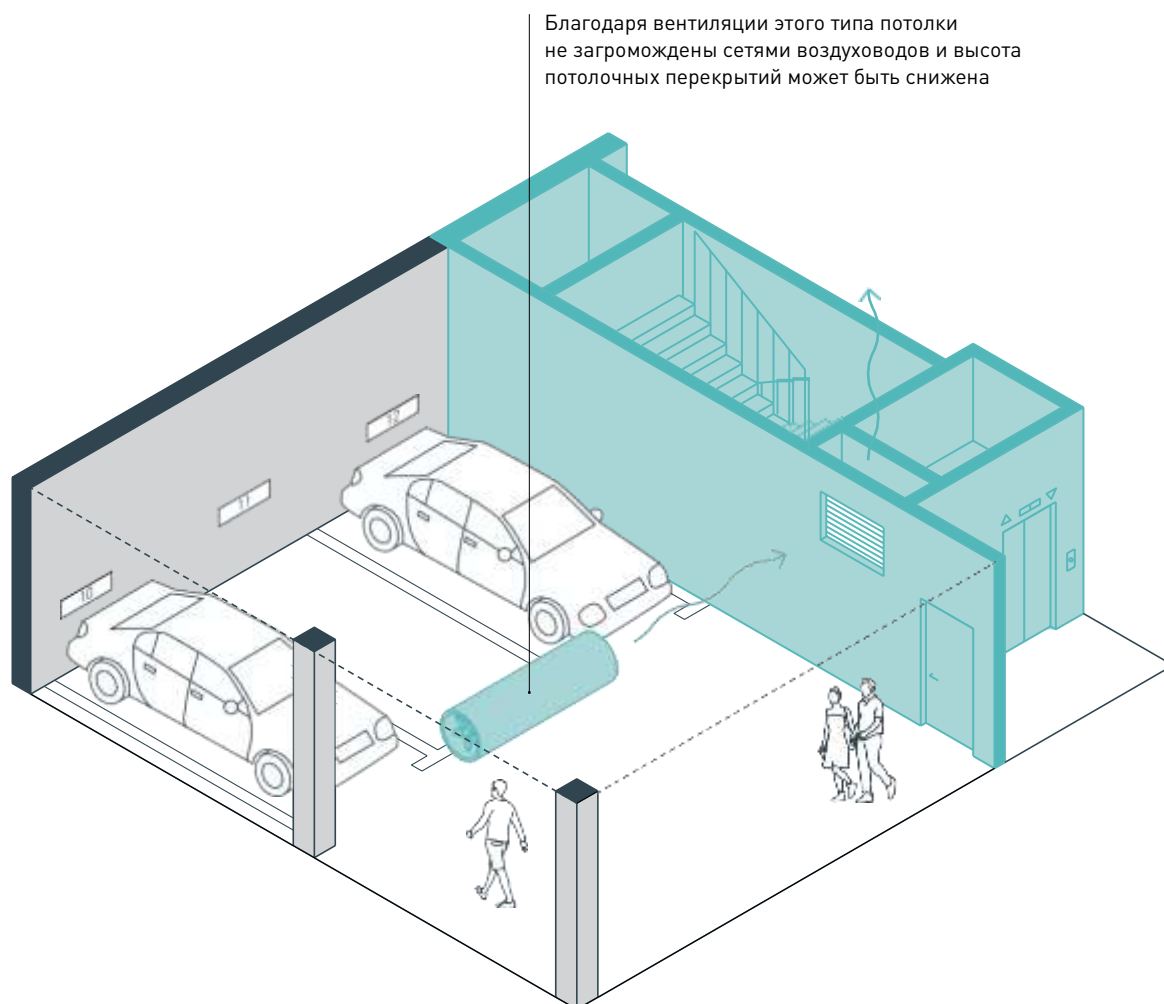 Благодаря вентиляции этого типа потолки
не загромождены сетями воздуховодов и высота
потолочных перекрытий может быть снижена
12
11
10